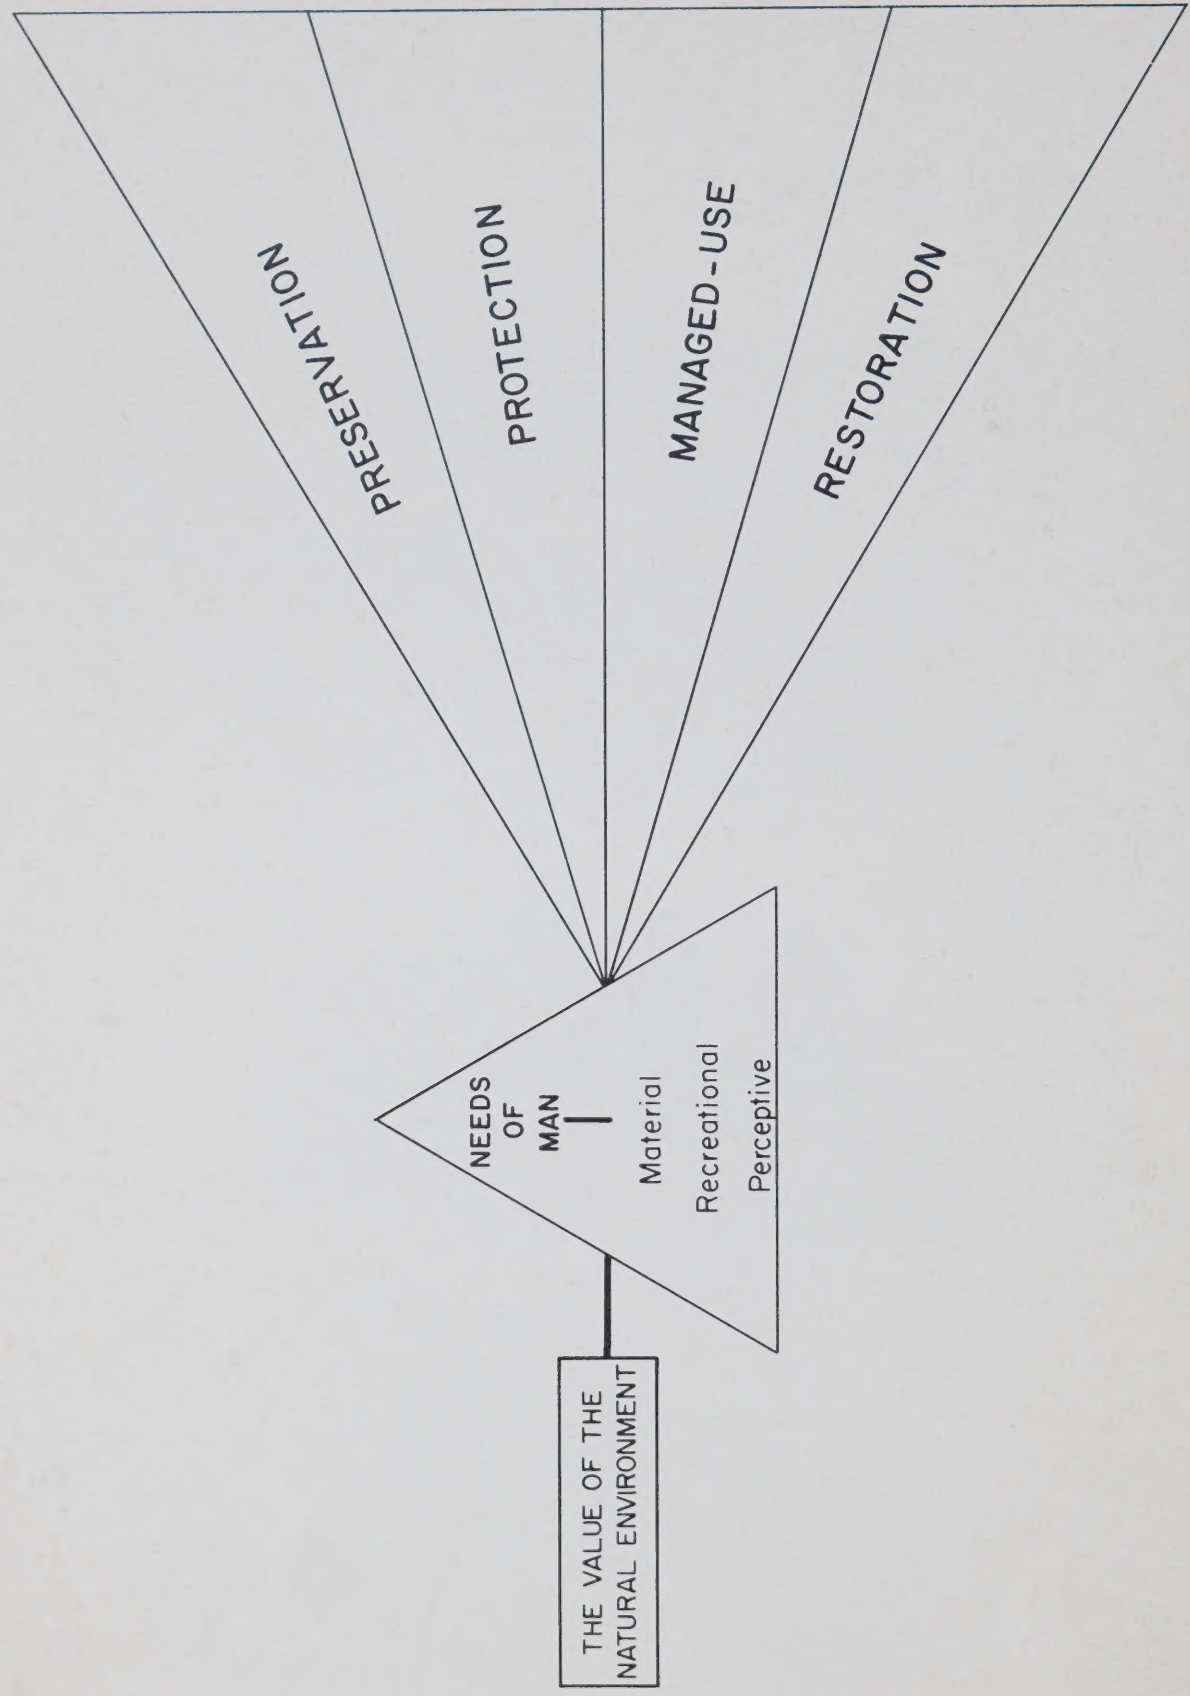 THE VALUE OF THE
NATURAL ENVIRONMENT
NEEDS
OF
MAN
Material
Recreational
Perceptive
PRESERVATION
PROTECTION
MANAGED-USE
RESTORATION